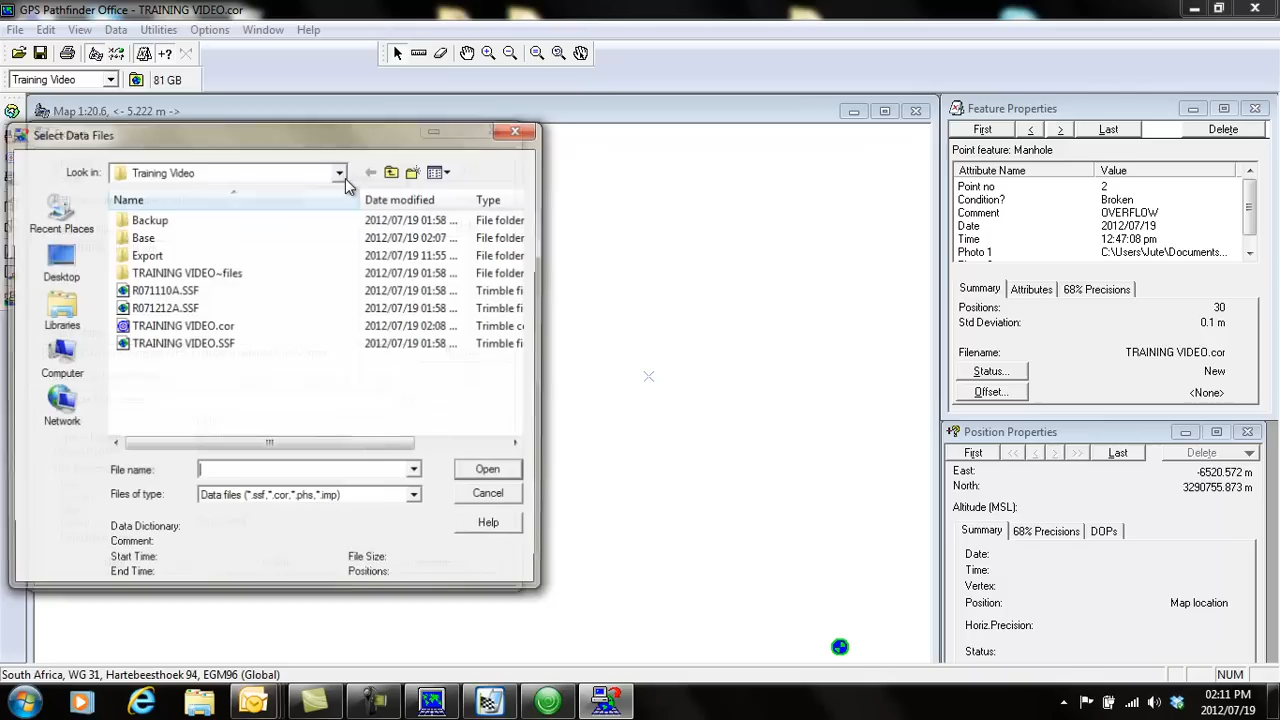 GPS Pathfinder Office - TRAINING VIDEO.cor
File Edit View Data Utilities Options Window Help
Training Video 81 GB
Map 1:20.6, <- 5.222 m ->
Select Data Files
Look in: Training Video
Name Date modified Type
Backup 2012/07/19 01:58 ... File folder
Base 2012/07/19 02:07 ... File folder
Export 2012/07/19 11:55 ... File folder
TRAINING VIDEO~files 2012/07/19 01:58 ... File folder
R071110A.SSF 2012/07/19 01:58 ... Trimble fi
R071212A.SSF 2012/07/19 01:58 ... Trimble fi
TRAINING VIDEO.cor 2012/07/19 02:08 ... Trimble cc
TRAINING VIDEO.SSF 2012/07/19 01:58 ... Trimble fi
Recent Places
Desktop
Libraries
Computer
Network
File name: Open
Files of type: Data files (*.ssf,*.cor,*.phs,*.imp) Cancel
Help
Data Dictionary:
Comment:
Start Time: File Size:
End Time: Positions:
Feature Properties
First < > Last Delete
Point feature: Manhole
Attribute Name Value
Point no 2
Condition? Broken
Comment OVERFLOW
Date 2012/07/19
Time 12:47:08 pm
Photo 1 C:\Users\Jute\Documents...
Summary Attributes 68% Precisions
Positions: 30
Std Deviation: 0.1 m
Filename: TRAINING VIDEO.cor
Status... New
Offset... <None>
Position Properties
First << < > >> Last Delete
East: -6520.572 m
North: 3290755.873 m
Altitude (MSL):
Summary 68% Precisions DOPs
Date:
Time:
Vertex:
Position: Map location
Horiz.Precision:
Status:
South Africa, WG 31, Hartebeesthoek 94, EGM96 (Global) NUM
02:11 PM
2012/07/19